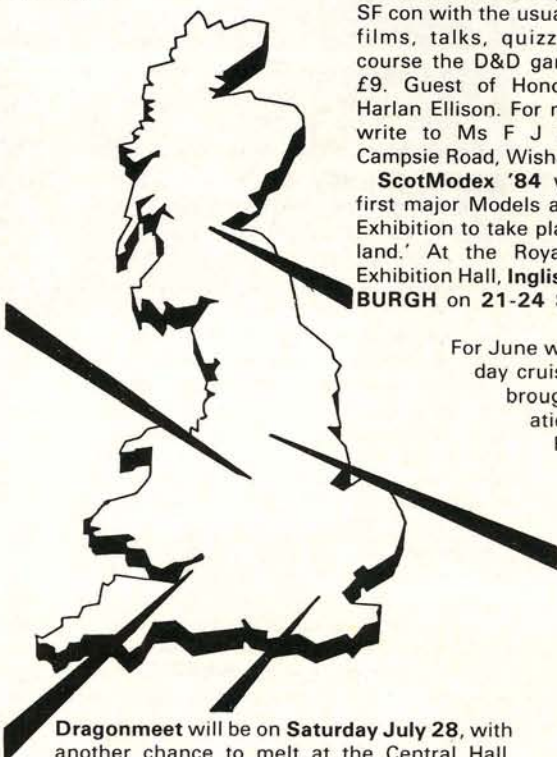 SF con with the usua
films, talks, quizz
course the D&D gar
£9. Guest of Hono
Harlan Ellison. For r
write to Ms F J
Campsie Road, Wish
ScotModex '84
first major Models a
Exhibition to take pla
land.' At the Roya
Exhibition Hall, Inglis
BURGH on 21-24
For June w
day cruis
broug
atio
Dragonmeet will be on Saturday July 28, with
another chance to melt at the Central Hall,